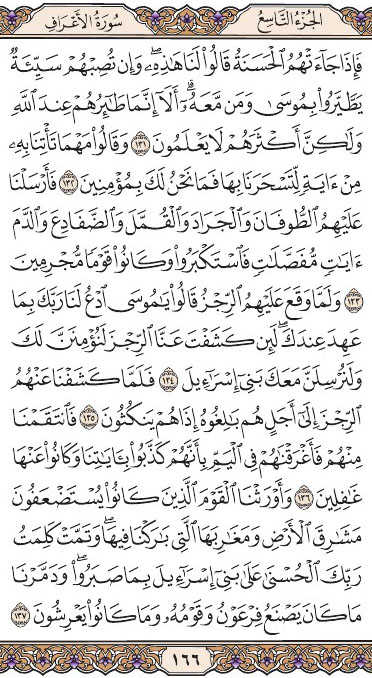 الجُزْءُ التَّاسِعُ سُورَةُ الأَعْرَافِ
فَإِذَا جَآءَتْهُمُ ٱلْحَسَنَةُ قَالُوا۟ لَنَا هَٰذِهِۦ ۖ وَإِن تُصِبْهُمْ سَيِّئَةٌ
يَطَّيَّرُوا۟ بِمُوسَىٰ وَمَن مَّعَهُۥٓ ۗ أَلَآ إِنَّمَا طَٰٓئِرُهُمْ عِندَ ٱللَّهِ
وَلَٰكِنَّ أَكْثَرَهُمْ لَا يَعْلَمُونَ ١٣١ وَقَالُوا۟ مَهْمَا تَأْتِنَا بِهِۦ
مِنْ ءَايَةٍ لِّتَسْحَرَنَا بِهَا فَمَا نَحْنُ لَكَ بِمُؤْمِنِينَ ١٣٢ فَأَرْسَلْنَا
عَلَيْهِمُ ٱلطُّوفَانَ وَٱلْجَرَادَ وَٱلْقُمَّلَ وَٱلضَّفَادِعَ وَٱلدَّمَ
ءَايَٰتٍ مُّفَصَّلَٰتٍ فَٱسْتَكْبَرُوا۟ وَكَانُوا۟ قَوْمًا مُّجْرِمِينَ
١٣٣ وَلَمَّا وَقَعَ عَلَيْهِمُ ٱلرِّجْزُ قَالُوا۟ يَٰمُوسَى ٱدْعُ لَنَا رَبَّكَ بِمَا
عَهِدَ عِندَكَ ۖ لَئِن كَشَفْتَ عَنَّا ٱلرِّجْزَ لَنُؤْمِنَنَّ لَكَ
وَلَنُرْسِلَنَّ مَعَكَ بَنِىٓ إِسْرَٰٓءِيلَ ١٣٤ فَلَمَّا كَشَفْنَا عَنْهُمُ
ٱلرِّجْزَ إِلَىٰٓ أَجَلٍ هُم بَٰلِغُوهُ إِذَا هُمْ يَنكُثُونَ ١٣٥ فَٱنتَقَمْنَا
مِنْهُمْ فَأَغْرَقْنَٰهُمْ فِى ٱلْيَمِّ بِأَنَّهُمْ كَذَّبُوا۟ بِـَٔايَٰتِنَا وَكَانُوا۟ عَنْهَا
غَٰفِلِينَ ١٣٦ وَأَوْرَثْنَا ٱلْقَوْمَ ٱلَّذِينَ كَانُوا۟ يُسْتَضْعَفُونَ
مَشَٰرِقَ ٱلْأَرْضِ وَمَغَٰرِبَهَا ٱلَّتِى بَٰرَكْنَا فِيهَا ۖ وَتَمَّتْ كَلِمَتُ
رَبِّكَ ٱلْحُسْنَىٰ عَلَىٰ بَنِىٓ إِسْرَٰٓءِيلَ بِمَا صَبَرُوا۟ ۖ وَدَمَّرْنَا
مَا كَانَ يَصْنَعُ فِرْعَوْنُ وَقَوْمُهُۥ وَمَا كَانُوا۟ يَعْرِشُونَ ١٣٧
١٦٦